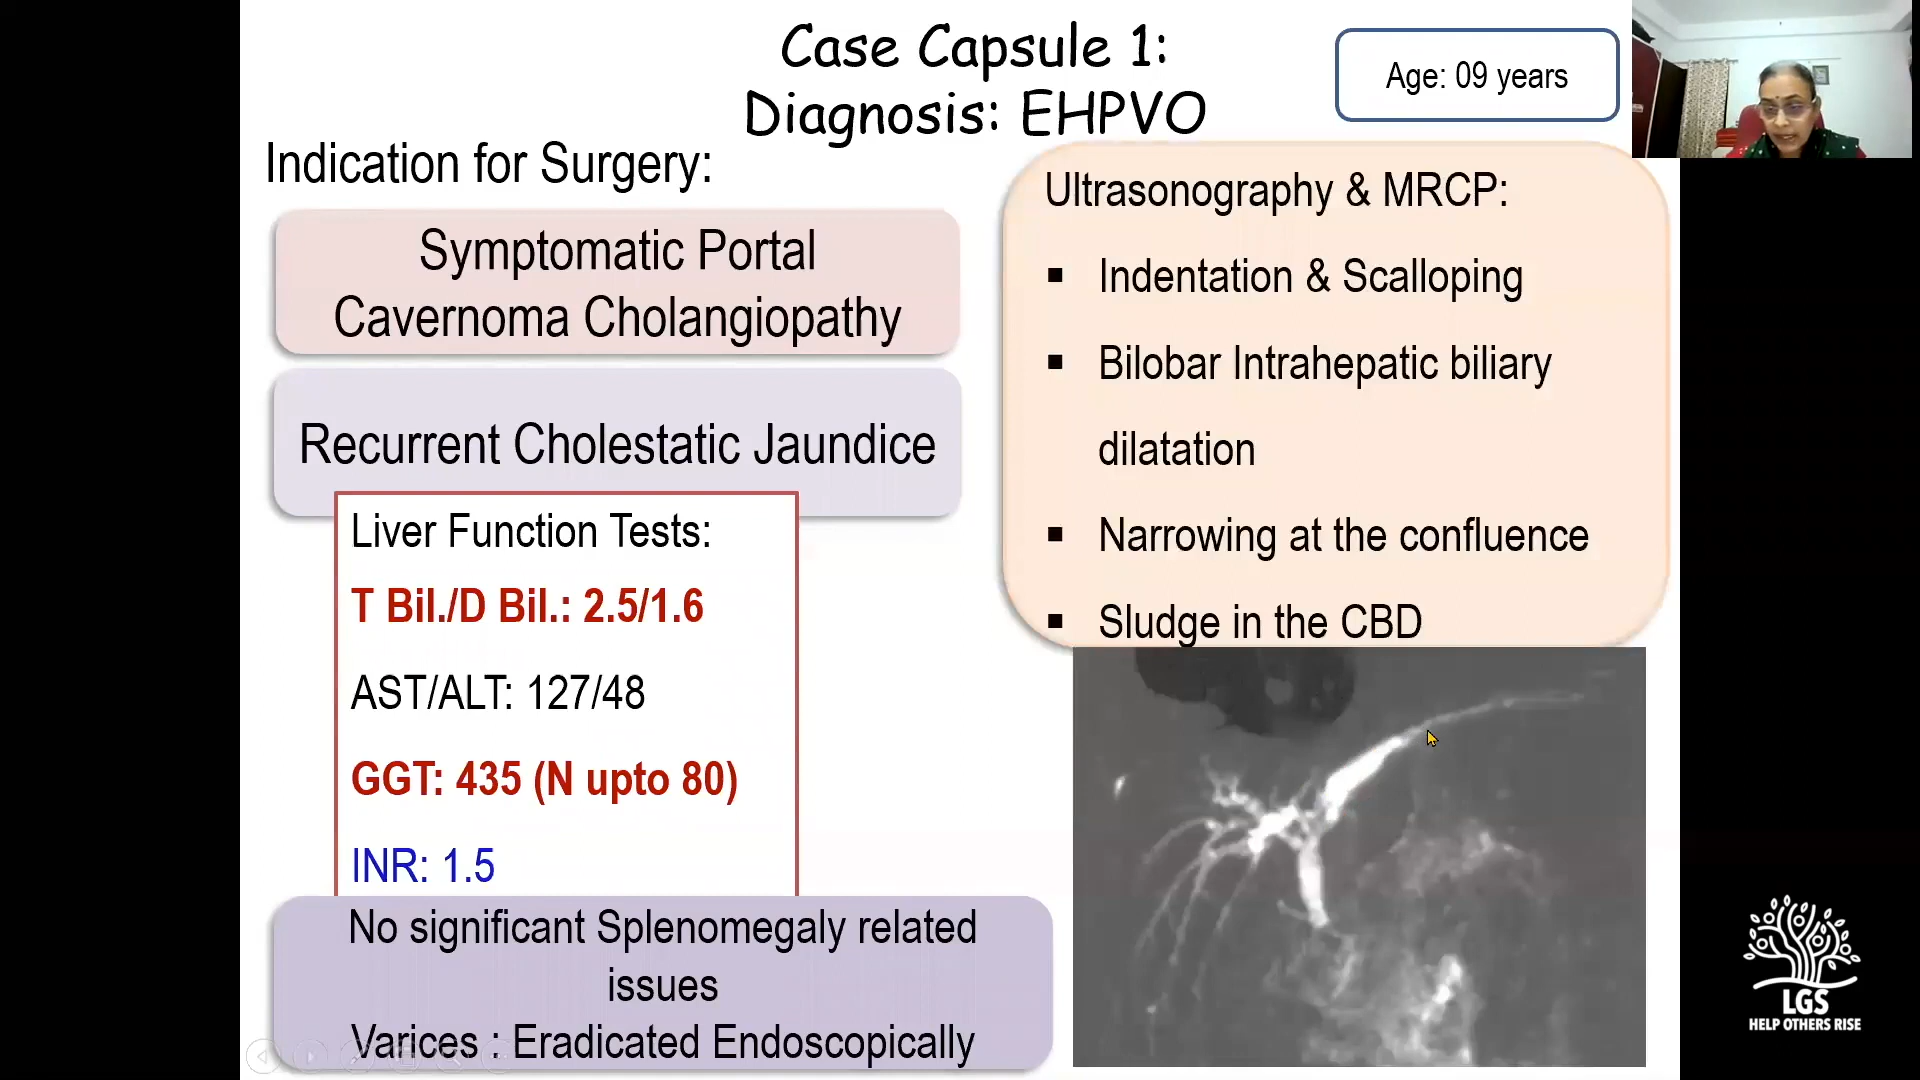 Case Capsule 1:
Diagnosis: EHPVO
Age: 09 years
Indication for Surgery:
Symptomatic Portal
Cavernoma Cholangiopathy
Recurrent Cholestatic Jaundice
Liver Function Tests:
T Bil./D Bil.: 2.5/1.6
AST/ALT: 127/48
GGT: 435 (N upto 80)
INR: 1.5
No significant Splenomegaly related
issues
Varices : Eradicated Endoscopically
Ultrasonography & MRCP:
▪ Indentation & Scalloping
▪ Bilobar Intrahepatic biliary
dilatation
▪ Narrowing at the confluence
▪ Sludge in the CBD
LGS
HELP OTHERS RISE